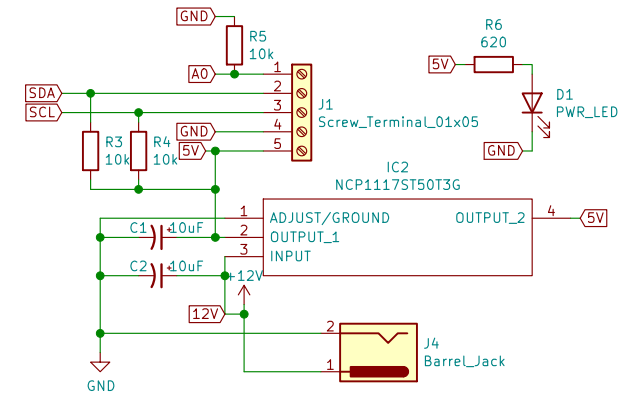 GND
R5
10k
A0
1
SDA
2
SCL
3
GND
4
5V
5
J1
Screw_Terminal_01x05
R3
10k
R4
10k
R6
620
5V
D1
PWR_LED
GND
IC2
NCP1117ST50T3G
1
ADJUST/GROUND
OUTPUT_2
4
5V
C1
+
10uF
2
OUTPUT_1
3
INPUT
C2
+
10uF
+12V
12V
2
J4
Barrel_Jack
1
GND